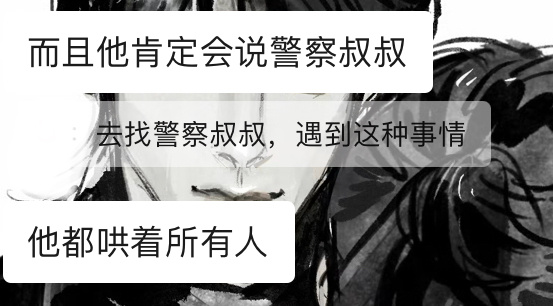 而且他肯定会说警察叔叔
去找警察叔叔，遇到这种事情
他都哄着所有人